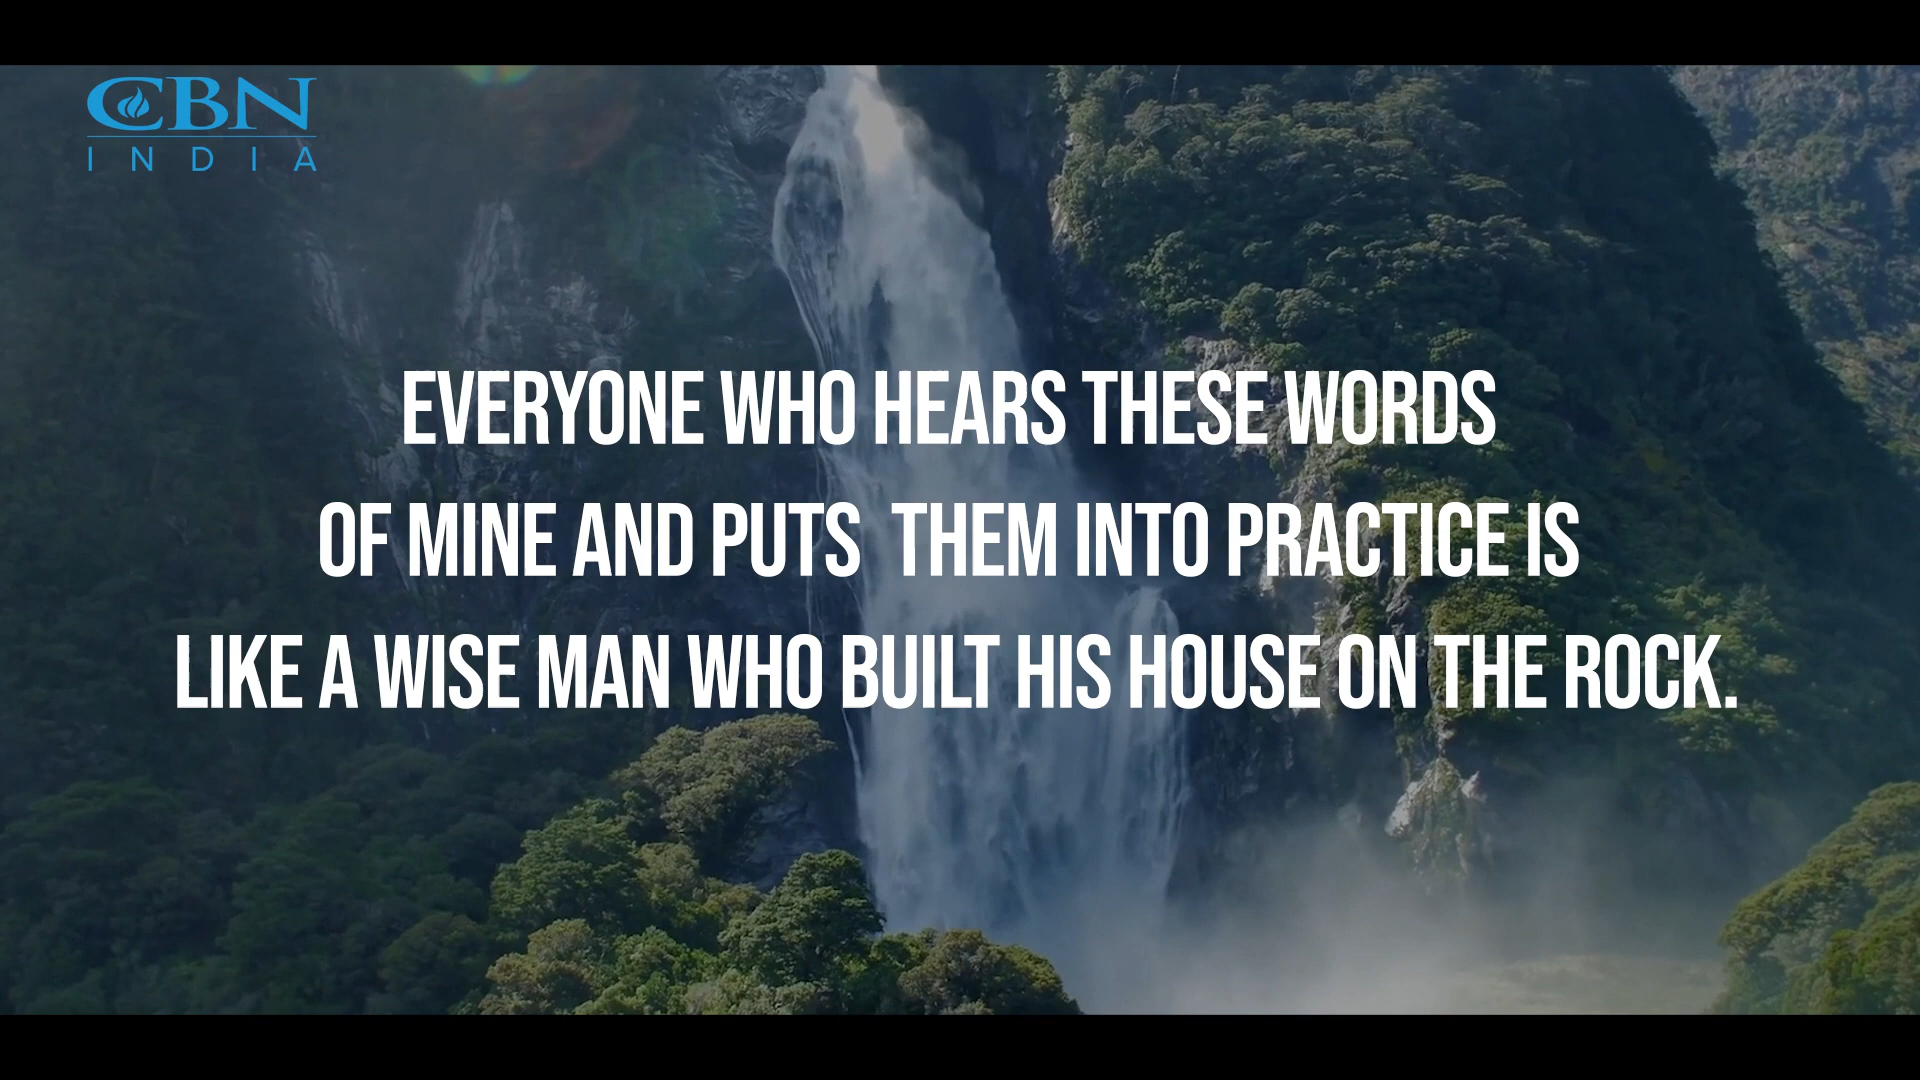 CBN
INDIA
EVERYONE WHO HEARS THESE WORDS
OF MINE AND PUTS  THEM INTO PRACTICE IS
LIKE A WISE MAN WHO BUILT HIS HOUSE ON THE ROCK.